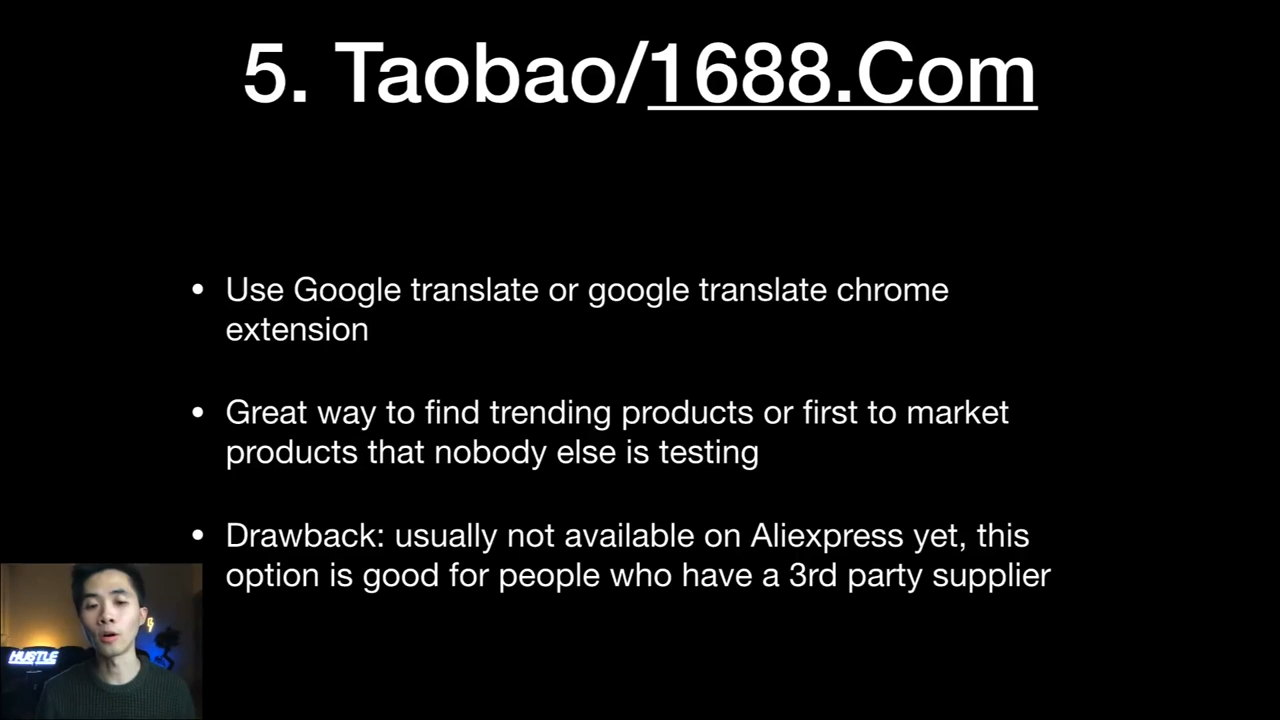 5. Taobao/1688.Com
• Use Google translate or google translate chrome
extension
• Great way to find trending products or first to market
products that nobody else is testing
• Drawback: usually not available on Aliexpress yet, this
option is good for people who have a 3rd party supplier
HUSTLE